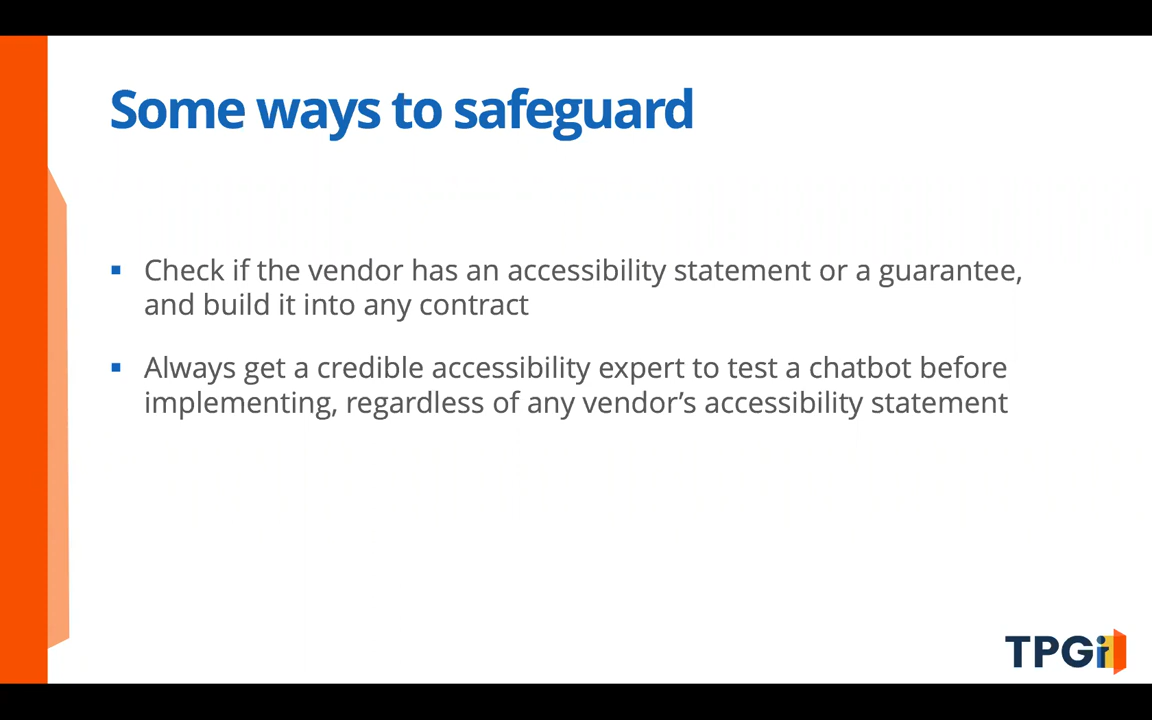 Some ways to safeguard
▪ Check if the vendor has an accessibility statement or a guarantee,
and build it into any contract
▪ Always get a credible accessibility expert to test a chatbot before
implementing, regardless of any vendor’s accessibility statement
TPGi